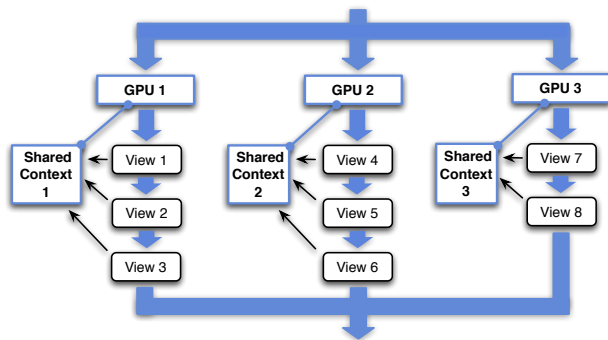 GPU 1
GPU 2
GPU 3
Shared
Context
1
View 1
View 2
View 3
Shared
Context
2
View 4
View 5
View 6
Shared
Context
3
View 7
View 8